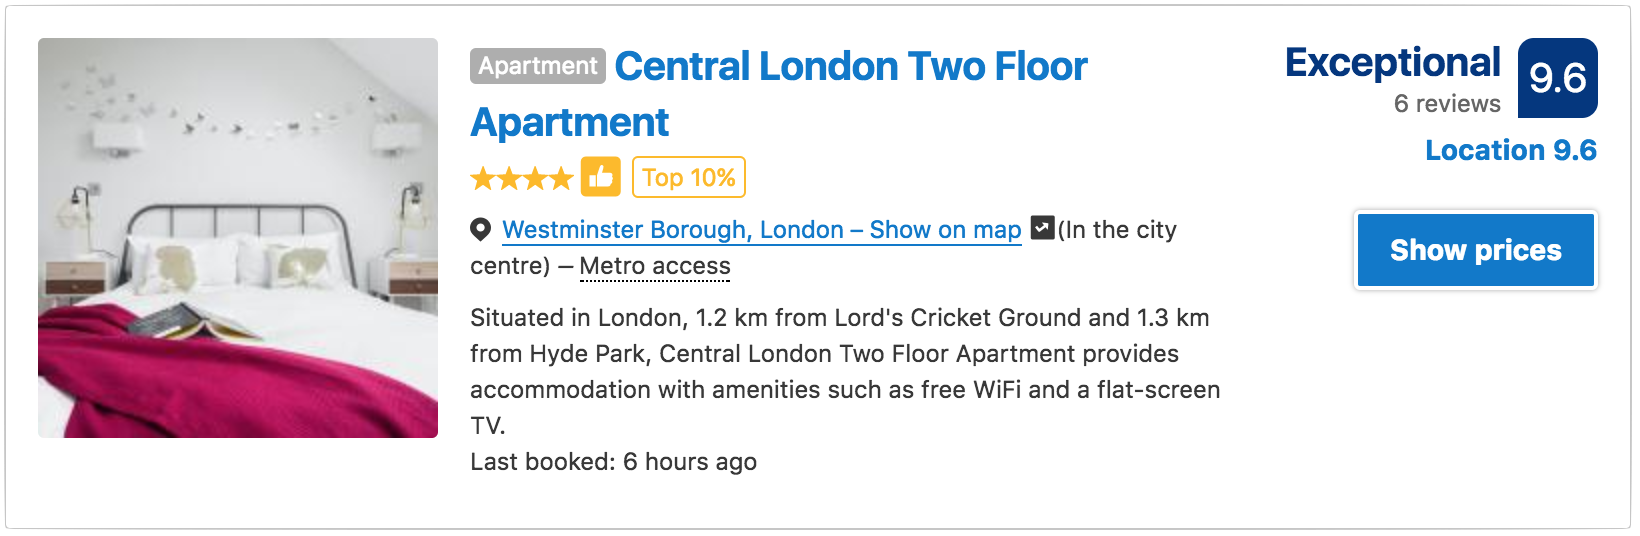 Apartment Central London Two Floor
Apartment
Top 10%
Westminster Borough, London – Show on map (In the city
centre) – Metro access
Situated in London, 1.2 km from Lord's Cricket Ground and 1.3 km
from Hyde Park, Central London Two Floor Apartment provides
accommodation with amenities such as free WiFi and a flat-screen
TV.
Last booked: 6 hours ago
Exceptional
6 reviews
9.6
Location 9.6
Show prices